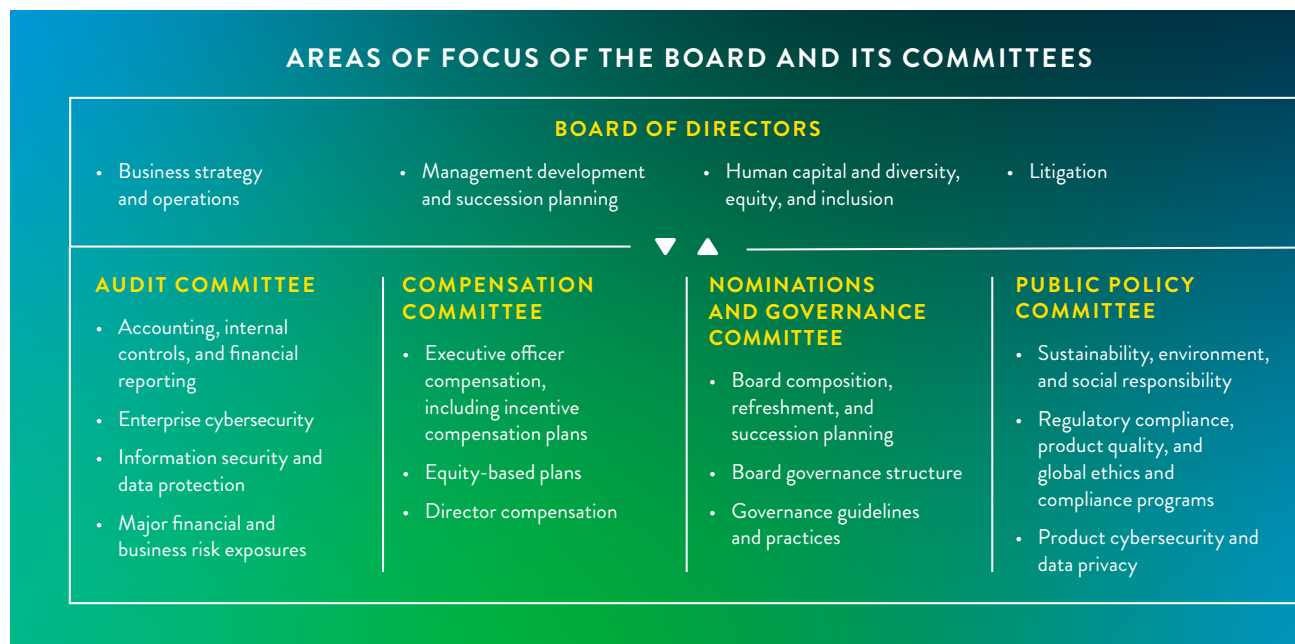 AREAS OF FOCUS OF THE BOARD AND ITS COMMITTEES
BOARD OF DIRECTORS
• Business strategy
and operations
• Management development
and succession planning
• Human capital and diversity,
equity, and inclusion
• Litigation
AUDIT COMMITTEE
• Accounting, internal
controls, and financial
reporting
• Enterprise cybersecurity
• Information security and
data protection
• Major financial and
business risk exposures
COMPENSATION
COMMITTEE
• Executive officer
compensation,
including incentive
compensation plans
• Equity-based plans
• Director compensation
NOMINATIONS
AND GOVERNANCE
COMMITTEE
• Board composition,
refreshment, and
succession planning
• Board governance structure
• Governance guidelines
and practices
PUBLIC POLICY
COMMITTEE
• Sustainability, environment,
and social responsibility
• Regulatory compliance,
product quality, and
global ethics and
compliance programs
• Product cybersecurity and
data privacy